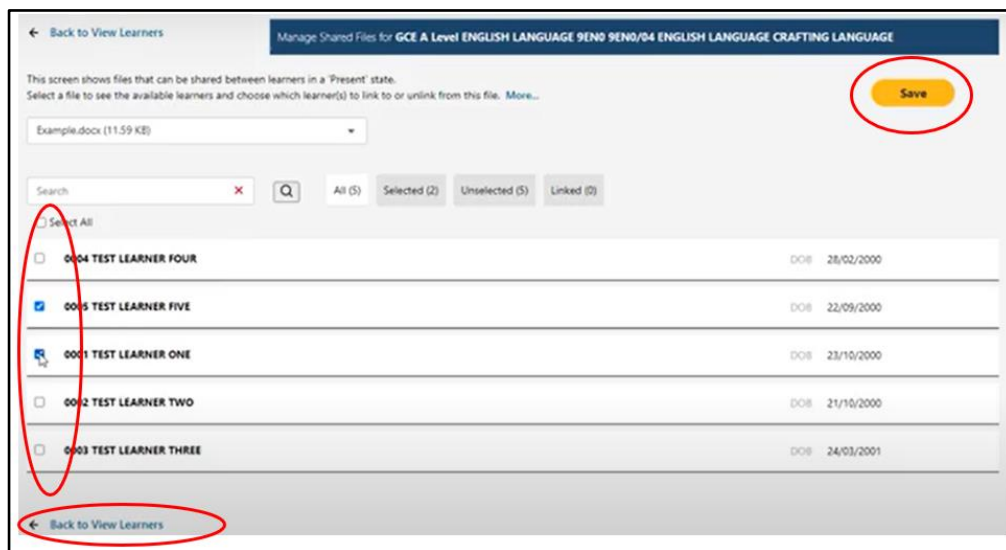 ← Back to View Learners
Manage Shared Files for GCE A Level ENGLISH LANGUAGE 9EN0 9EN0/04 ENGLISH LANGUAGE CRAFTING LANGUAGE
This screen shows files that can be shared between learners in a 'Present' state.
Select a file to see the available learners and choose which learner(s) to link to or unlink from this file. More...
Save
Example.docx (11.59 KB)
Search All (5) Selected (2) Unselected (5) Linked (0)
Select All
0004 TEST LEARNER FOUR DOB 28/02/2000
0005 TEST LEARNER FIVE DOB 22/09/2000
0001 TEST LEARNER ONE DOB 23/10/2000
0002 TEST LEARNER TWO DOB 21/10/2000
0003 TEST LEARNER THREE DOB 24/03/2001
← Back to View Learners